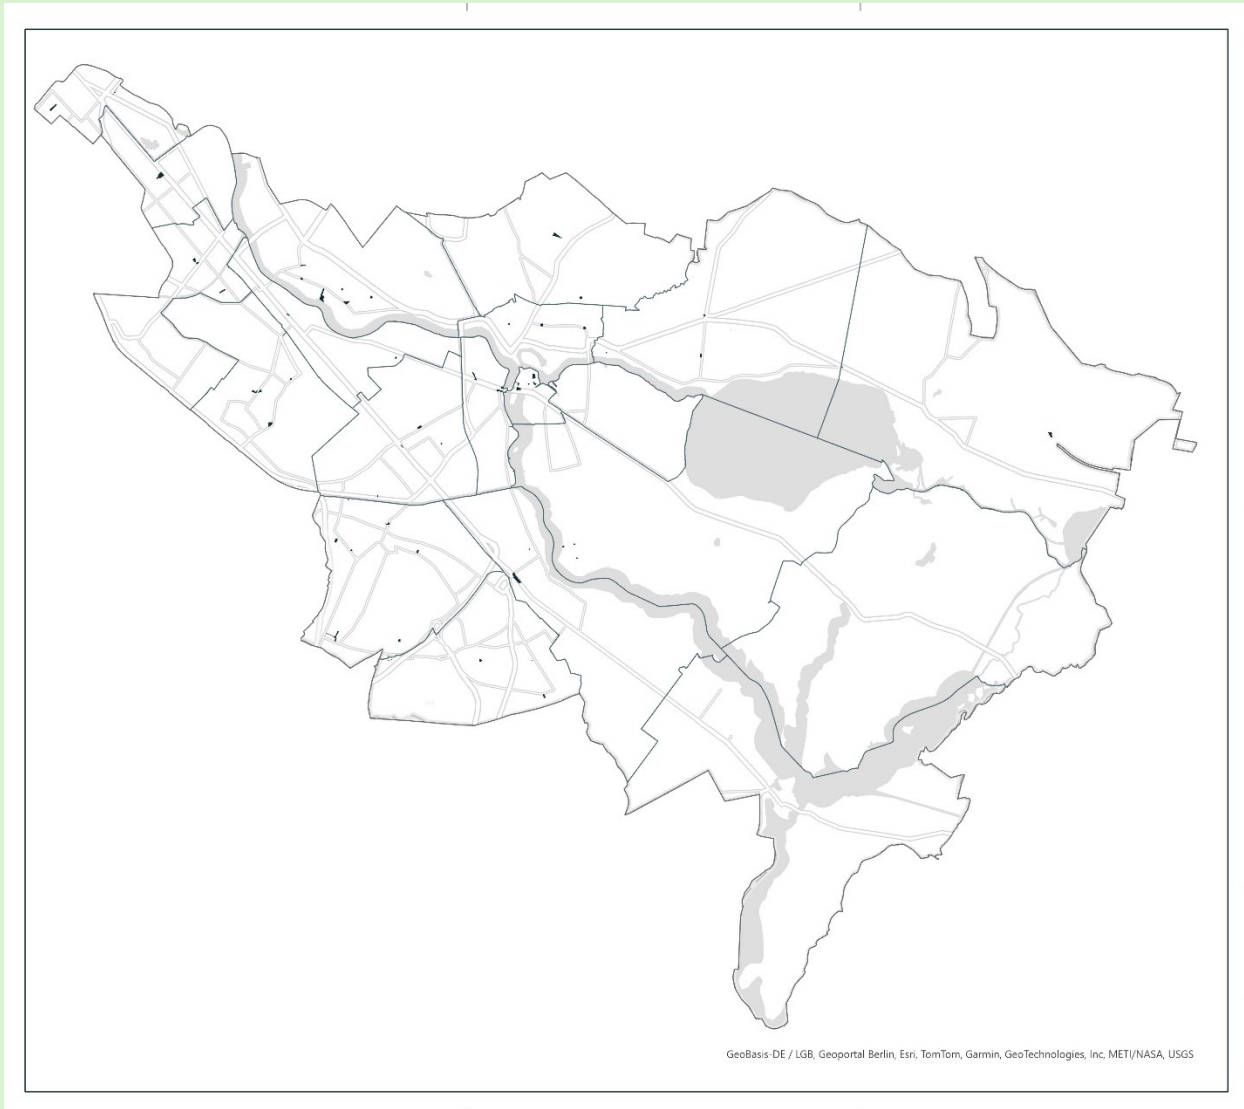 GeoBasis-DE / LGB, Geoportal Berlin, Esri, TomTom, Garmin, GeoTechnologies, Inc, METI/NASA, USGS